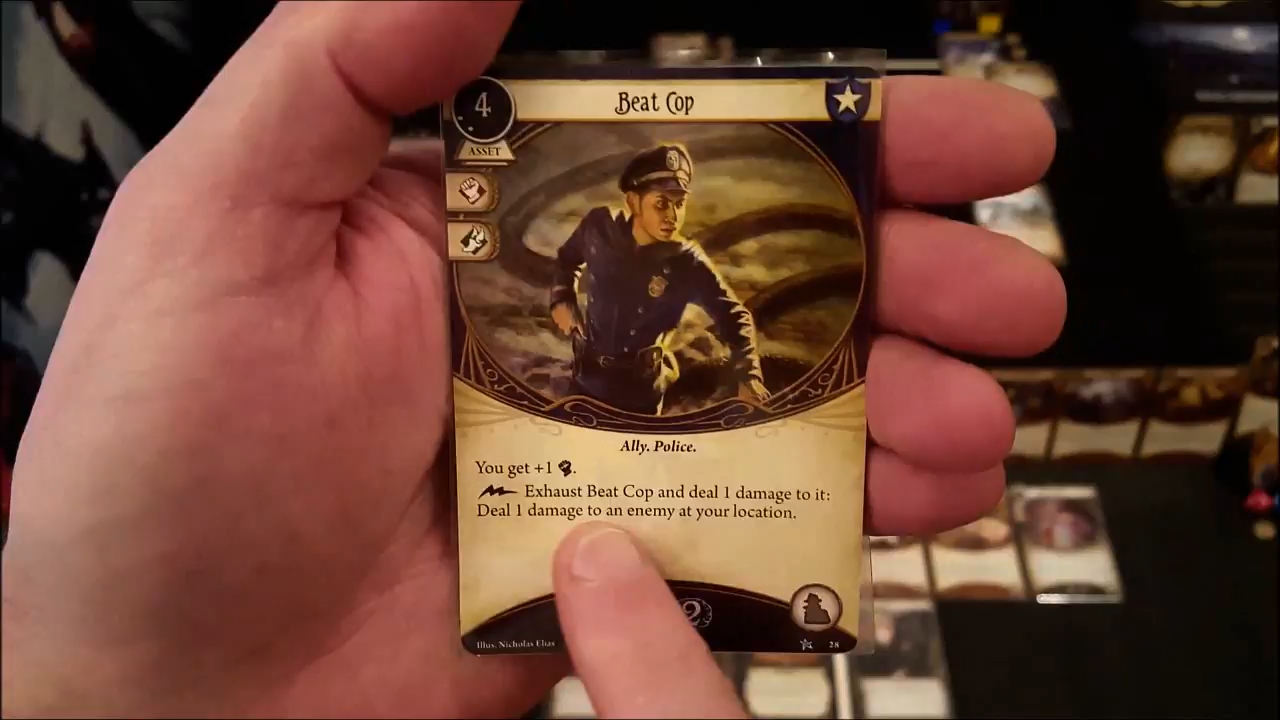 4
Beat Cop
ASSET
Ally. Police.
You get +1 .
Exhaust Beat Cop and deal 1 damage to it:
Deal 1 damage to an enemy at your location.
2
Illus. Nicholas Elias
28